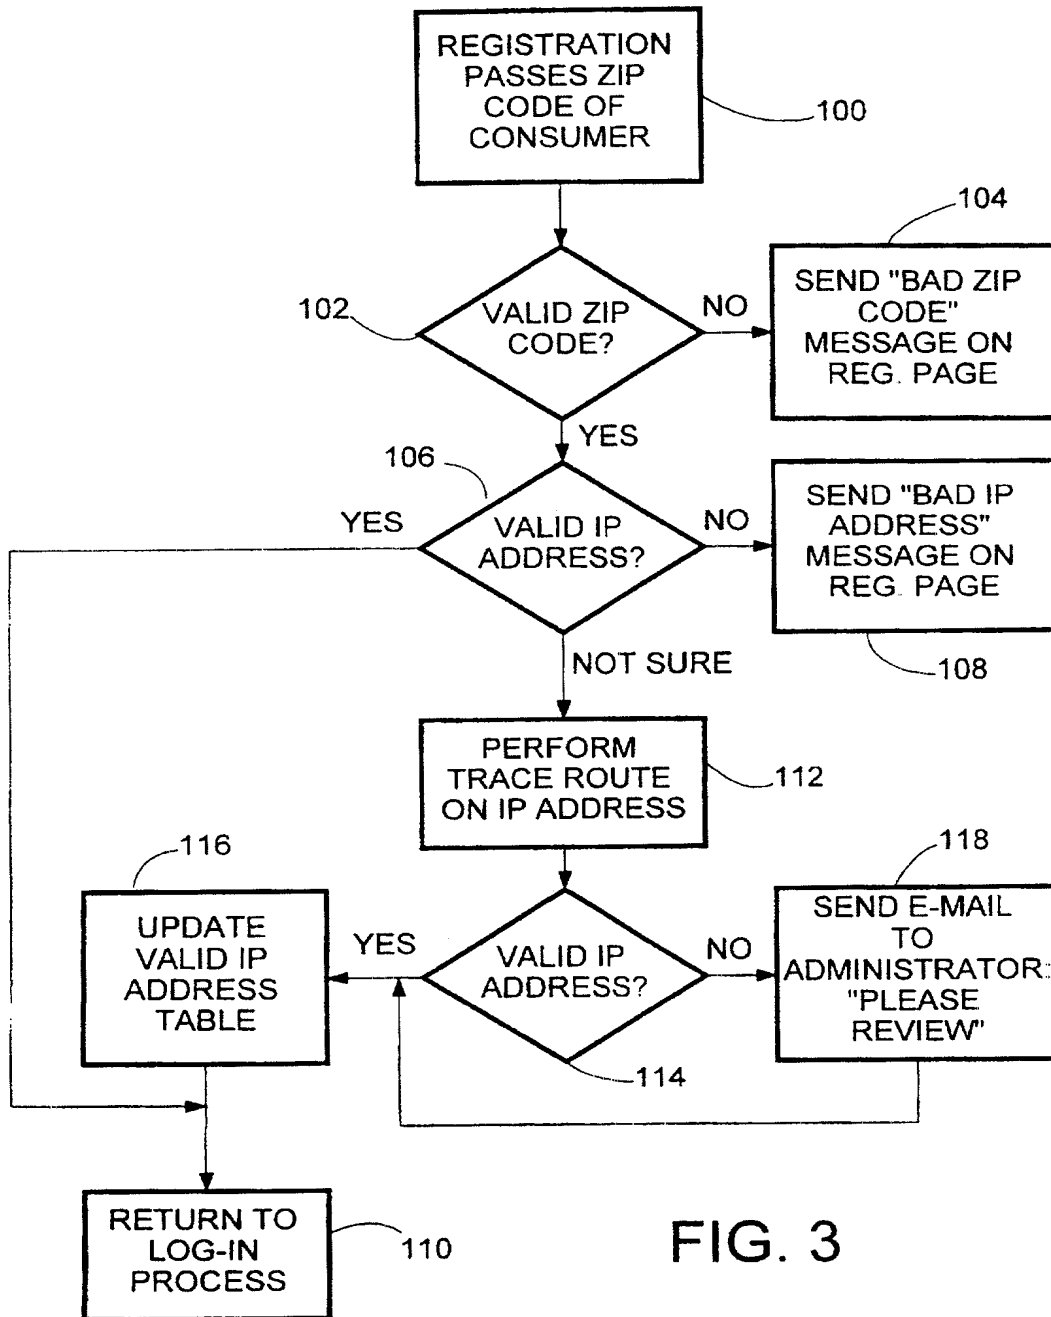 REGISTRATION
PASSES ZIP
CODE OF
CONSUMER
100
104
102
VALID ZIP
CODE?
NO
SEND "BAD ZIP
CODE"
MESSAGE ON
REG. PAGE
YES
106
YES
VALID IP
ADDRESS?
NO
SEND "BAD IP
ADDRESS"
MESSAGE ON
REG. PAGE
108
NOT SURE
PERFORM
TRACE ROUTE
ON IP ADDRESS
112
116
118
UPDATE
VALID IP
ADDRESS
TABLE
YES
VALID IP
ADDRESS?
NO
SEND E-MAIL
TO
ADMINISTRATOR:
"PLEASE
REVIEW"
114
RETURN TO
LOG-IN
PROCESS
110
FIG. 3